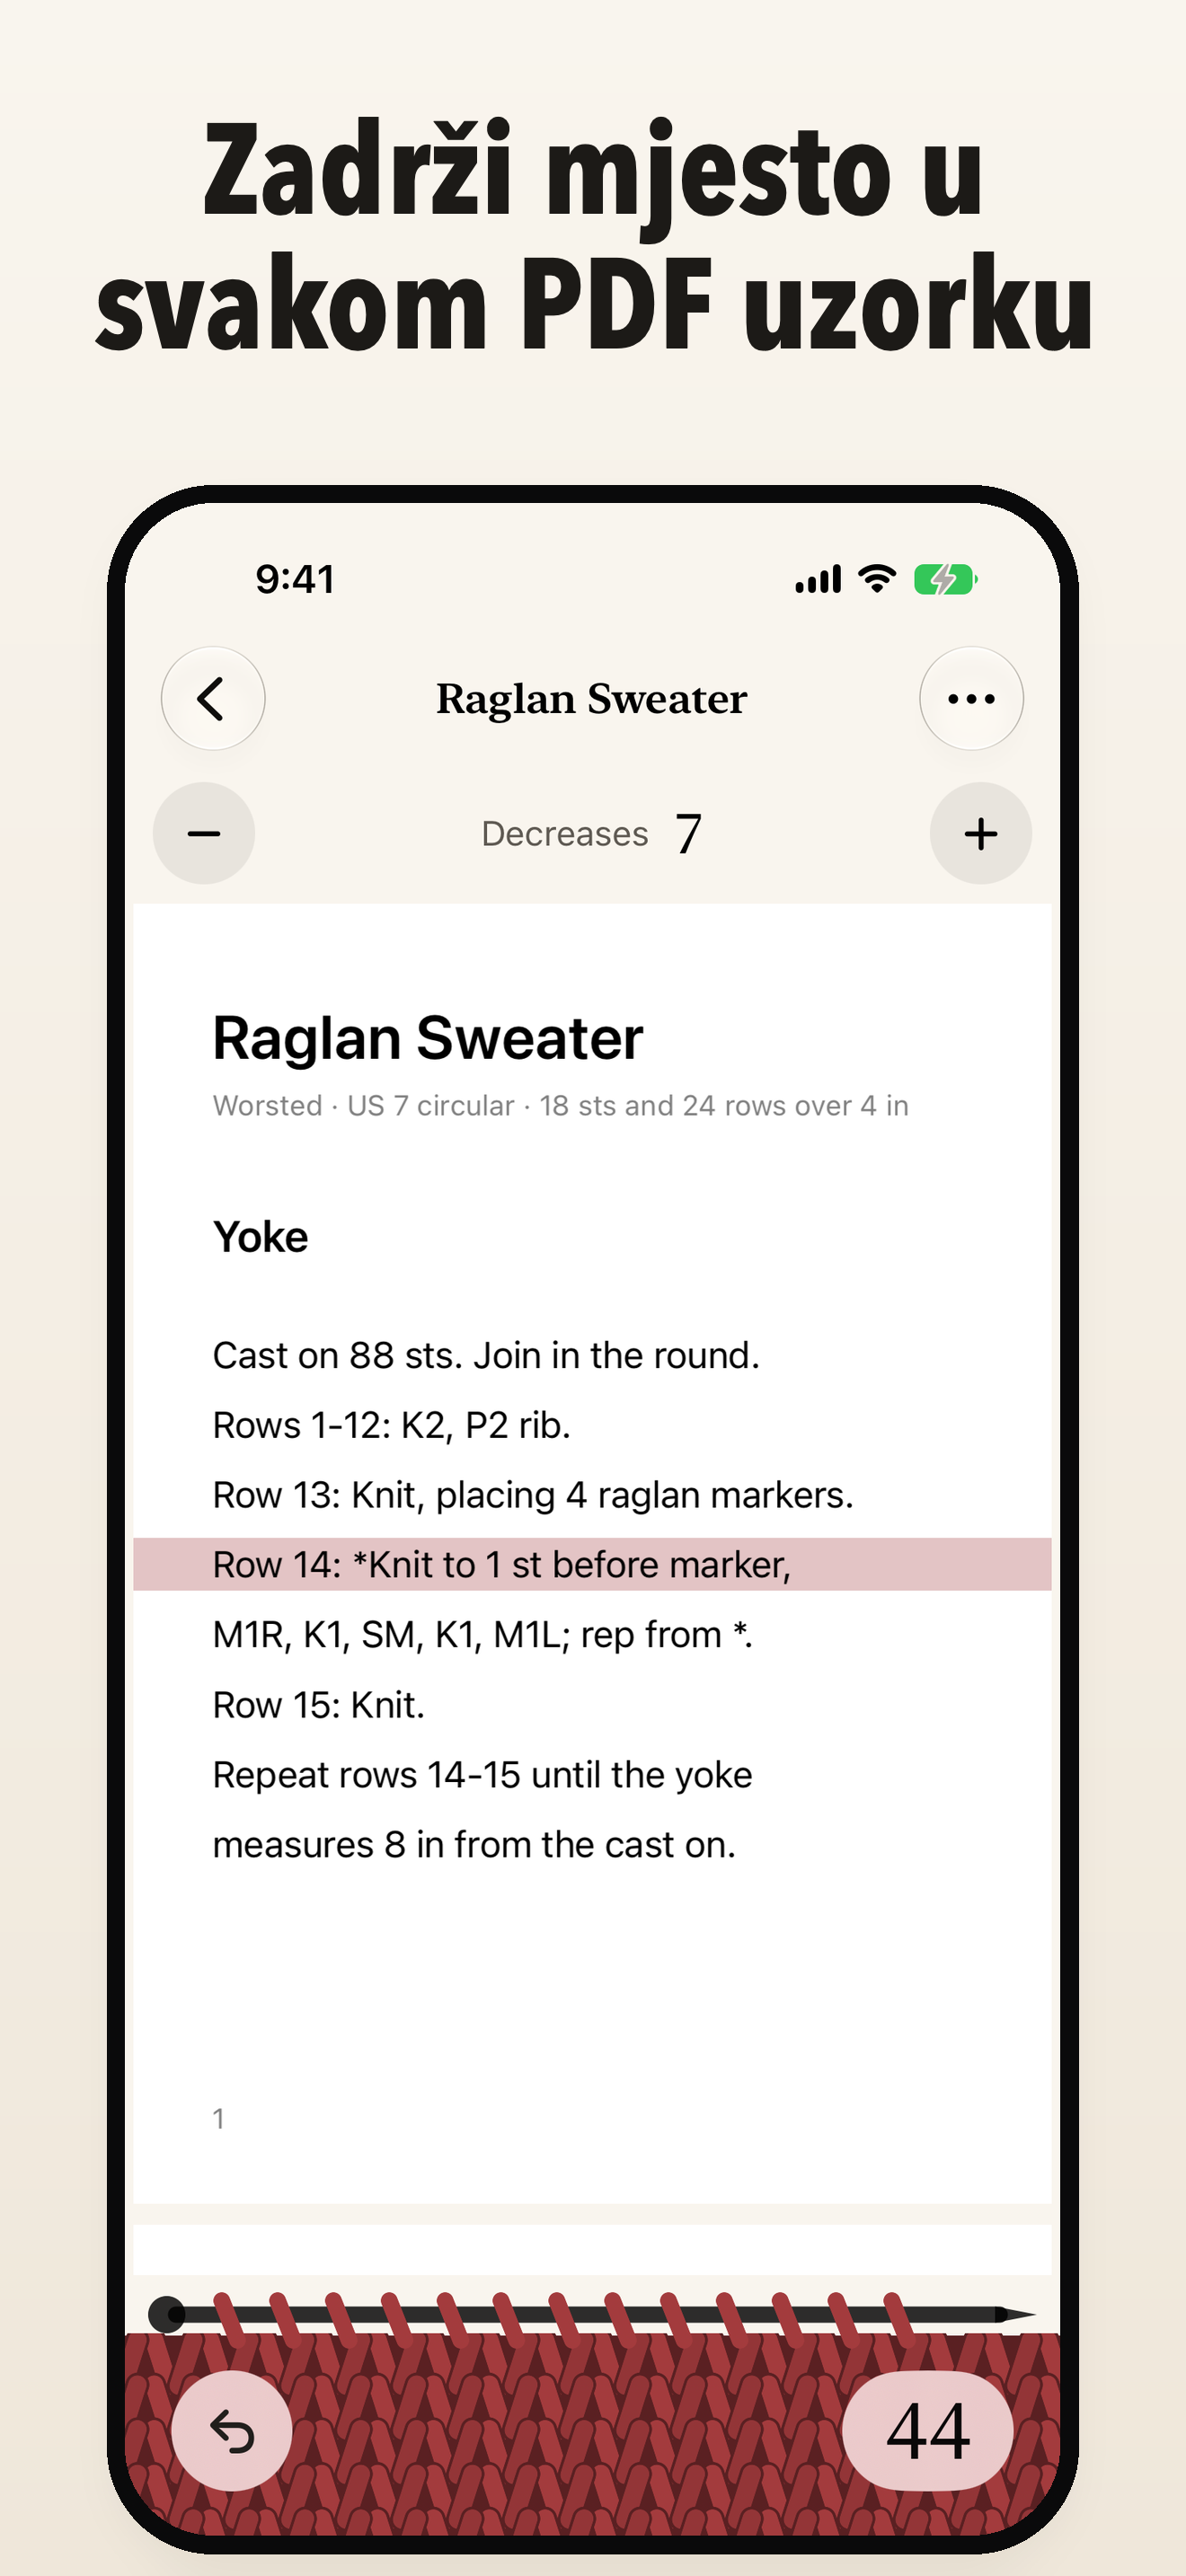 Zadrži mjesto u
svakom PDF uzorku
9:41
Raglan Sweater
Decreases 7
Raglan Sweater
Worsted · US 7 circular · 18 sts and 24 rows over 4 in
Yoke
Cast on 88 sts. Join in the round.
Rows 1-12: K2, P2 rib.
Row 13: Knit, placing 4 raglan markers.
Row 14: *Knit to 1 st before marker,
M1R, K1, SM, K1, M1L; rep from *.
Row 15: Knit.
Repeat rows 14-15 until the yoke
measures 8 in from the cast on.
1
44